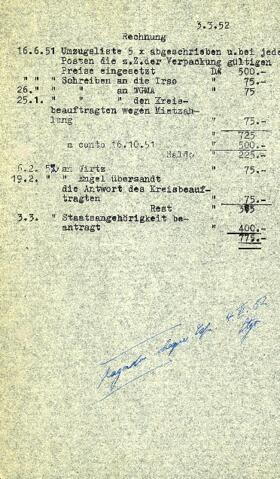 3.3.52
Rechnung
16.6.51 Umzugsliste 5 x abgeschrieben u.bei jede
Posten die z.Z.der Verpackung gültigen
Preise eingesetzt DM 500.--
" " " Schreiben an die Irso " 75.--
26." " " " an WGMA " 75
25.1. " " " den Kreis-
beauftragten wegen Mietzah-
lung " 75.--
" 725
a conto 16.10.51 " 500.--
Saldo " 225.--
6.2. 52 an Wirtz " 75.--
19.2. " " Engel übersandt
die Antwort des Kreisbeauf-
tragten " 75.--
Rest " 375
3.3. " Staatsangehörigkeit be-
antragt " 400.--
" 775.--